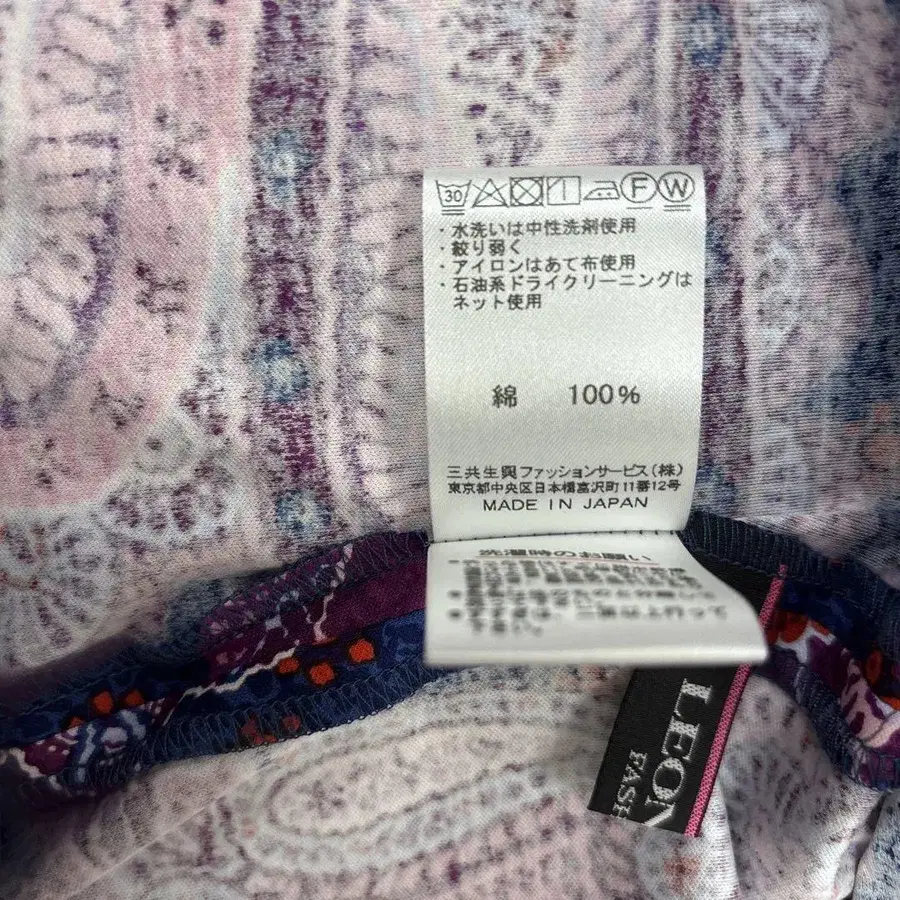 30 F W
・水洗いは中性洗剤使用
・絞り弱く
・アイロンはあて布使用
・石油系ドライクリーニングは
ネット使用
綿 100%
三共生興ファッションサービス(株)
東京都中央区日本橋富沢町11番12号
MADE IN JAPAN
洗濯時のお願い
LEON
FASH